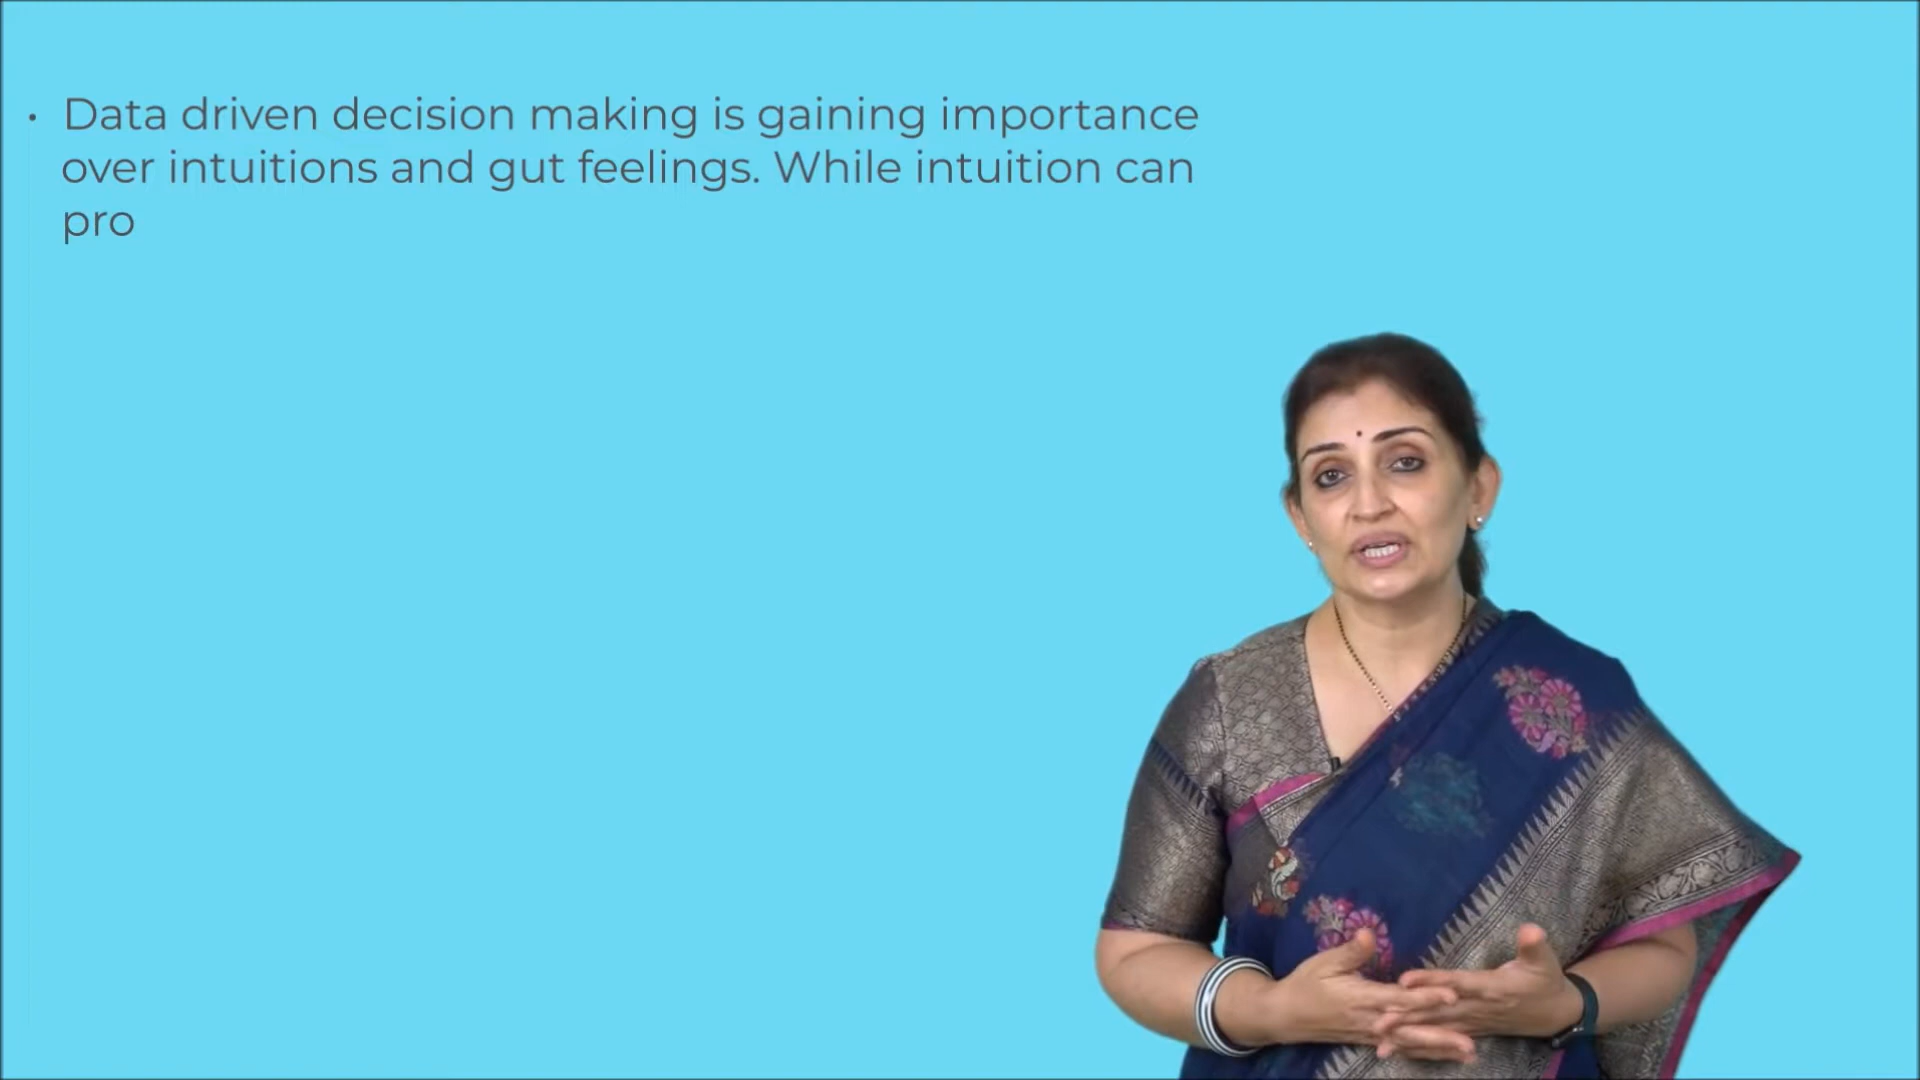 • Data driven decision making is gaining importance
over intuitions and gut feelings. While intuition can
pro